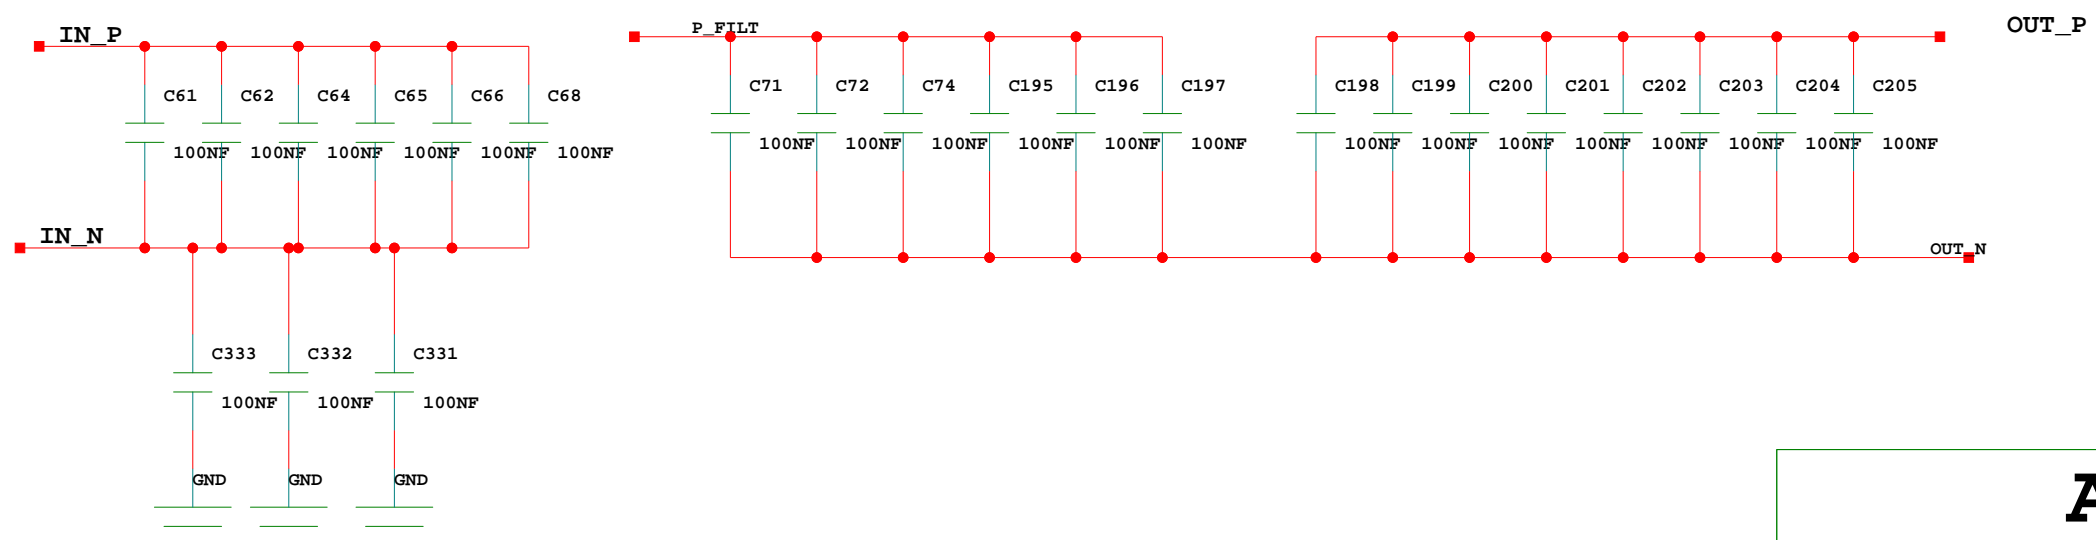 IN_P
P_FILT
OUT_P
C61 C62 C64 C65 C66 C68
C71 C72 C74 C195 C196 C197
C198 C199 C200 C201 C202 C203 C204 C205
100NF 100NF 100NF 100NF 100NF 100NF
100NF 100NF 100NF 100NF 100NF 100NF
100NF 100NF 100NF 100NF 100NF 100NF 100NF 100NF
IN_N
OUT_N
C333 C332 C331
100NF 100NF 100NF
GND GND GND